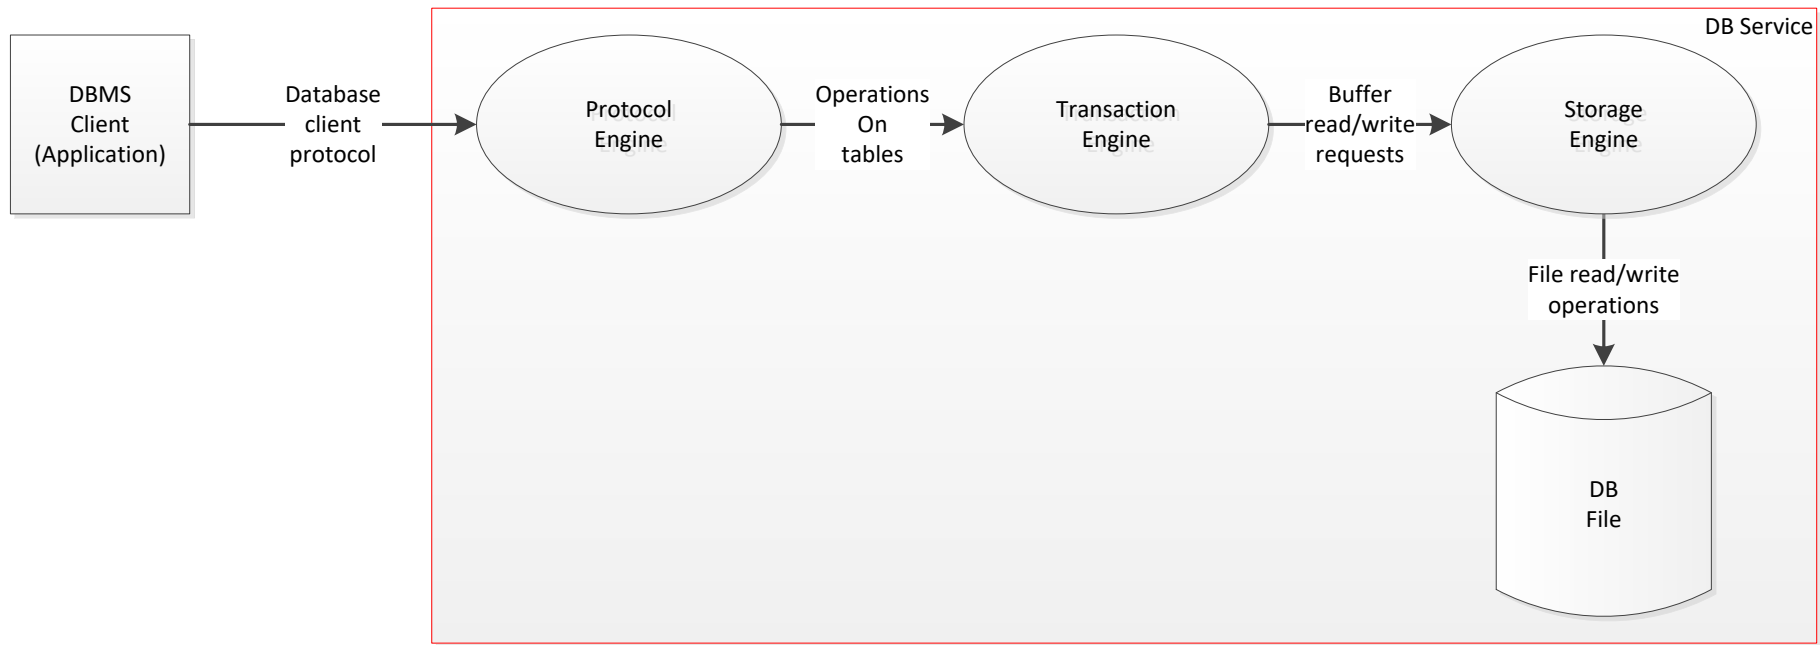 DB Service
DBMS
Client
(Application)
Database
client
protocol
Protocol
Engine
Operations
On
tables
Transaction
Engine
Buffer
read/write
requests
Storage
Engine
File read/write
operations
DB
File